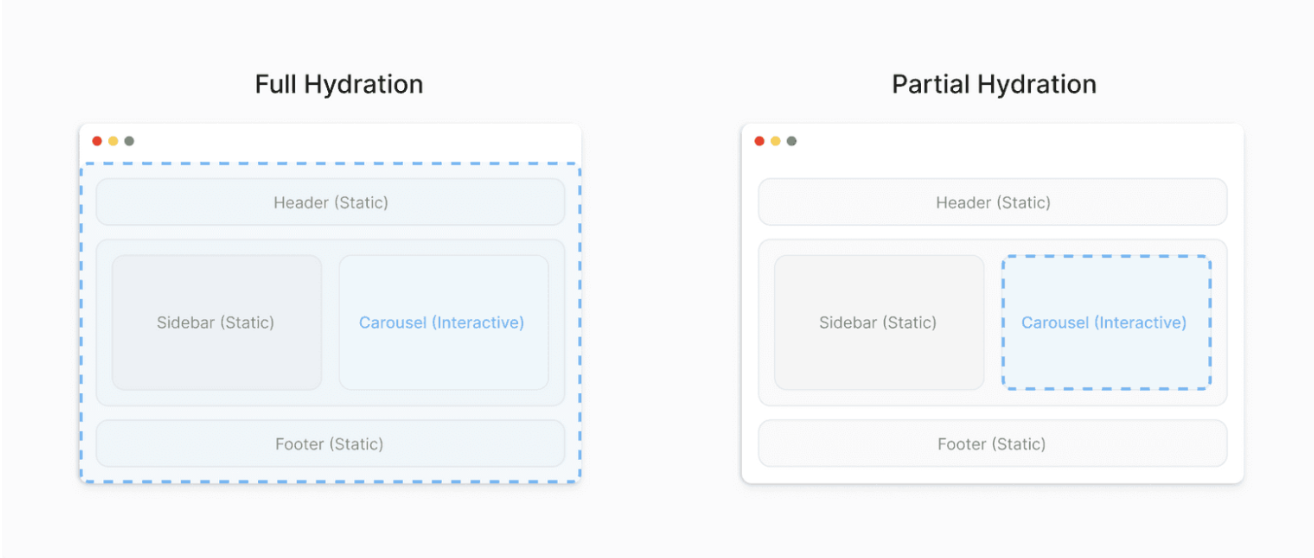 Full Hydration
Header (Static)
Sidebar (Static)
Carousel (Interactive)
Footer (Static)
Partial Hydration
Header (Static)
Sidebar (Static)
Carousel (Interactive)
Footer (Static)